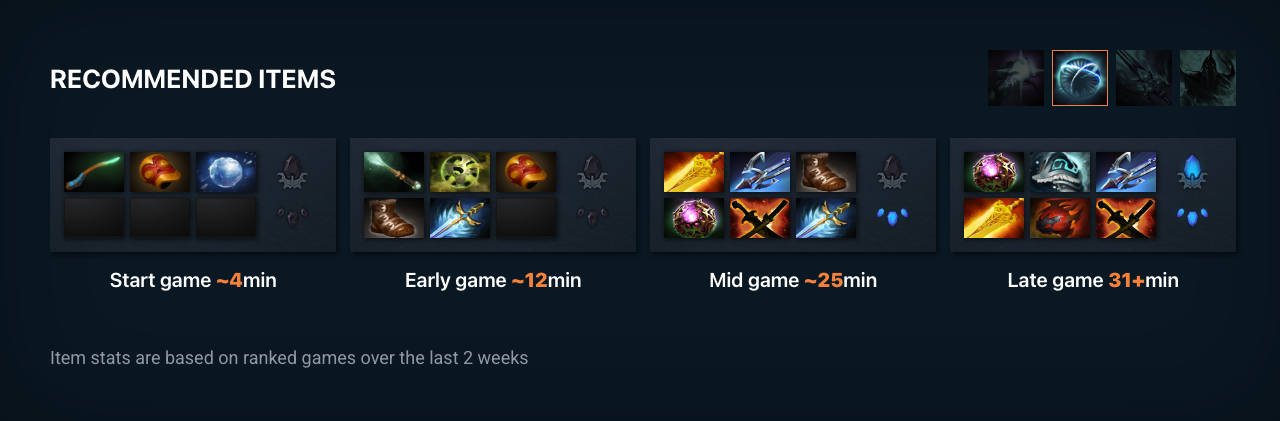 RECOMMENDED ITEMS
Start game ~4min
Early game ~12min
Mid game ~25min
Late game 31+min
Item stats are based on ranked games over the last 2 weeks